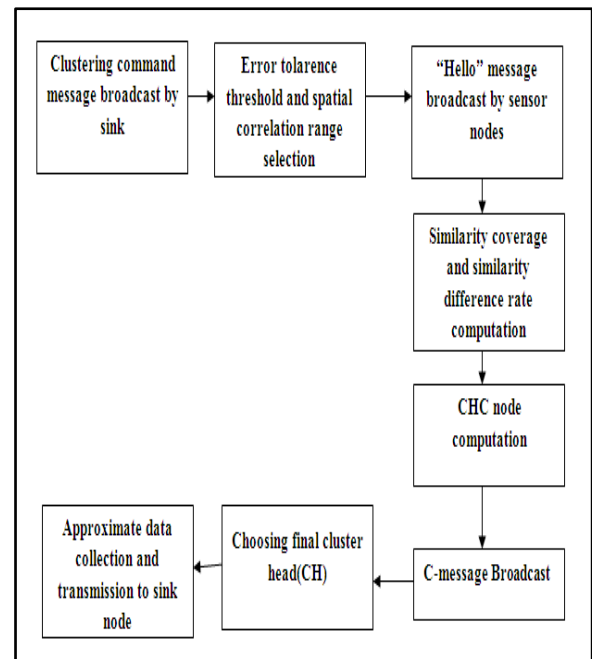 Clustering command
message broadcast by
sink
Error tolarence
threshold and spatial
correlation range
selection
“Hello” message
broadcast by sensor
nodes
Similarity coverage
and similarity
difference rate
computation
CHC node
computation
C-message Broadcast
Choosing final cluster
head(CH)
Approximate data
collection and
transmission to sink
node